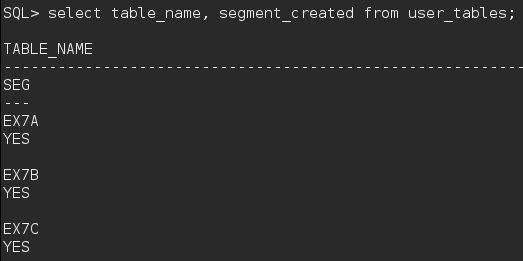 SQL> select table_name, segment_created from user_tables;
TABLE_NAME
----------------------------------------------------------
SEG
---
EX7A
YES
EX7B
YES
EX7C
YES